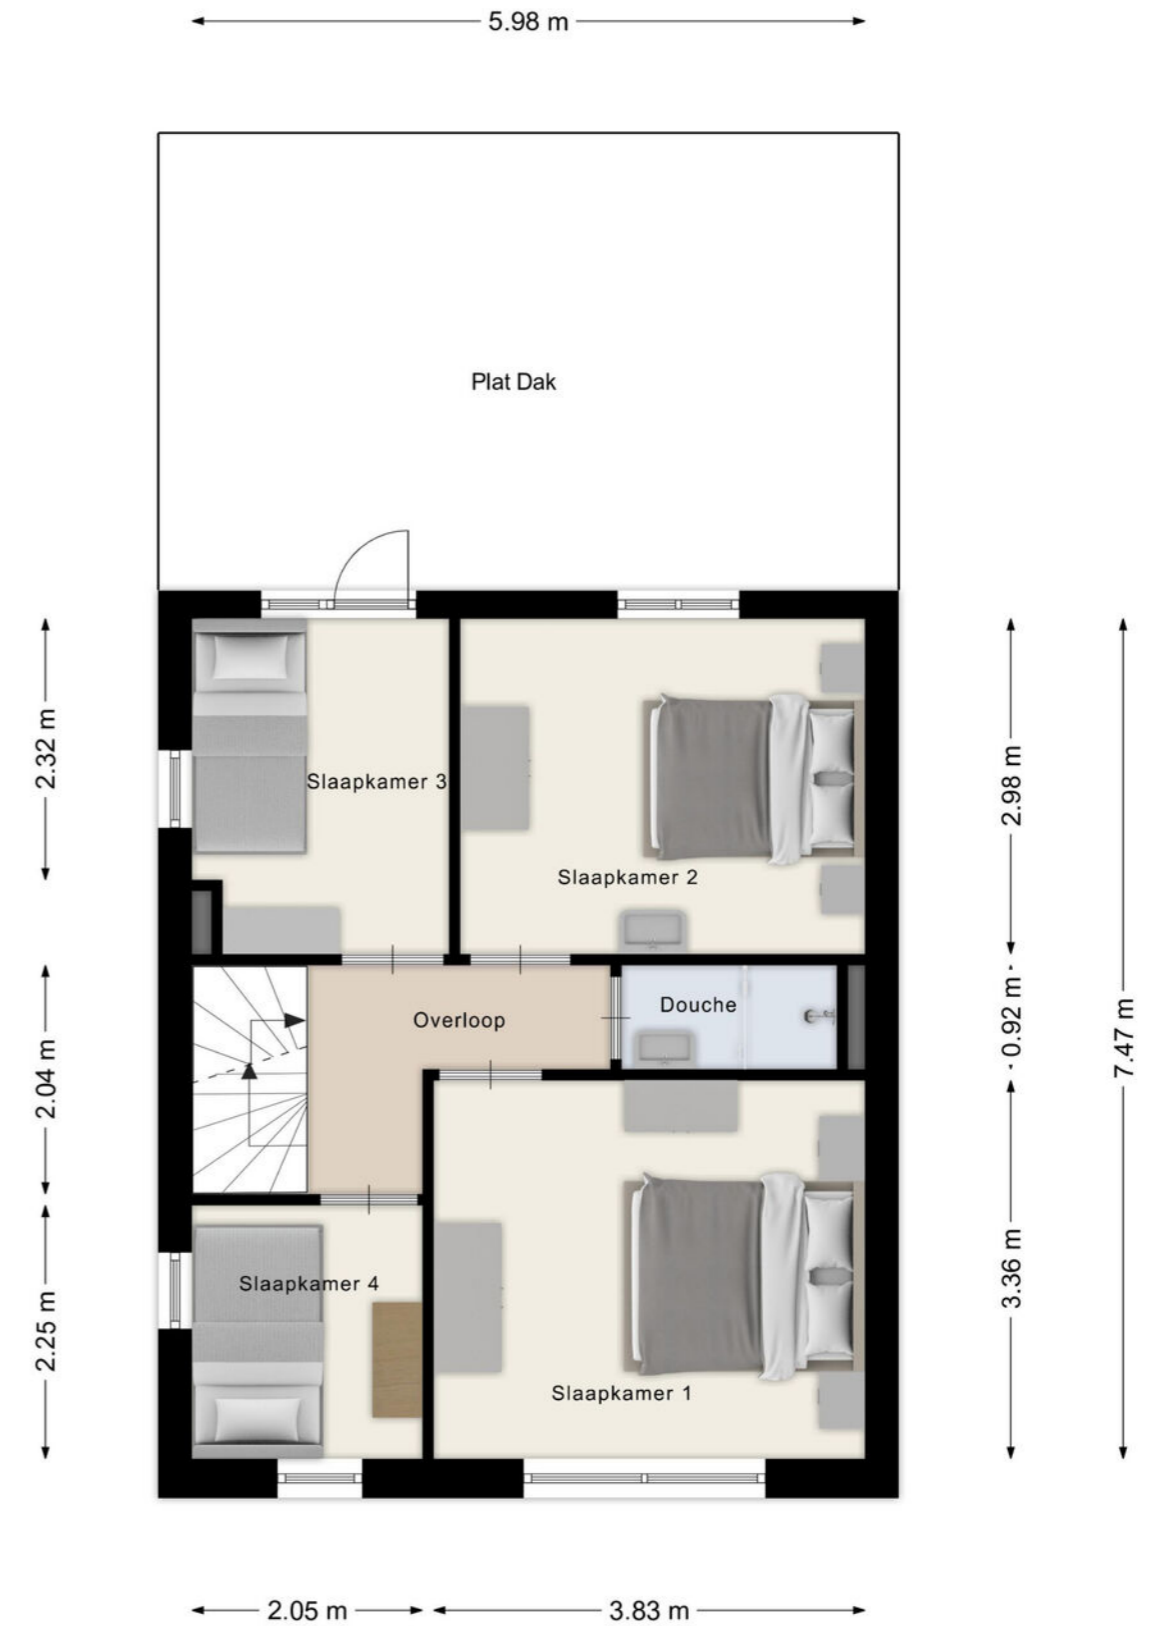 5.98 m
Plat Dak
2.32 m
Slaapkamer 3
2.98 m
Slaapkamer 2
Douche
Overloop
0.92 m
7.47 m
2.04 m
Slaapkamer 4
3.36 m
2.25 m
Slaapkamer 1
2.05 m
3.83 m